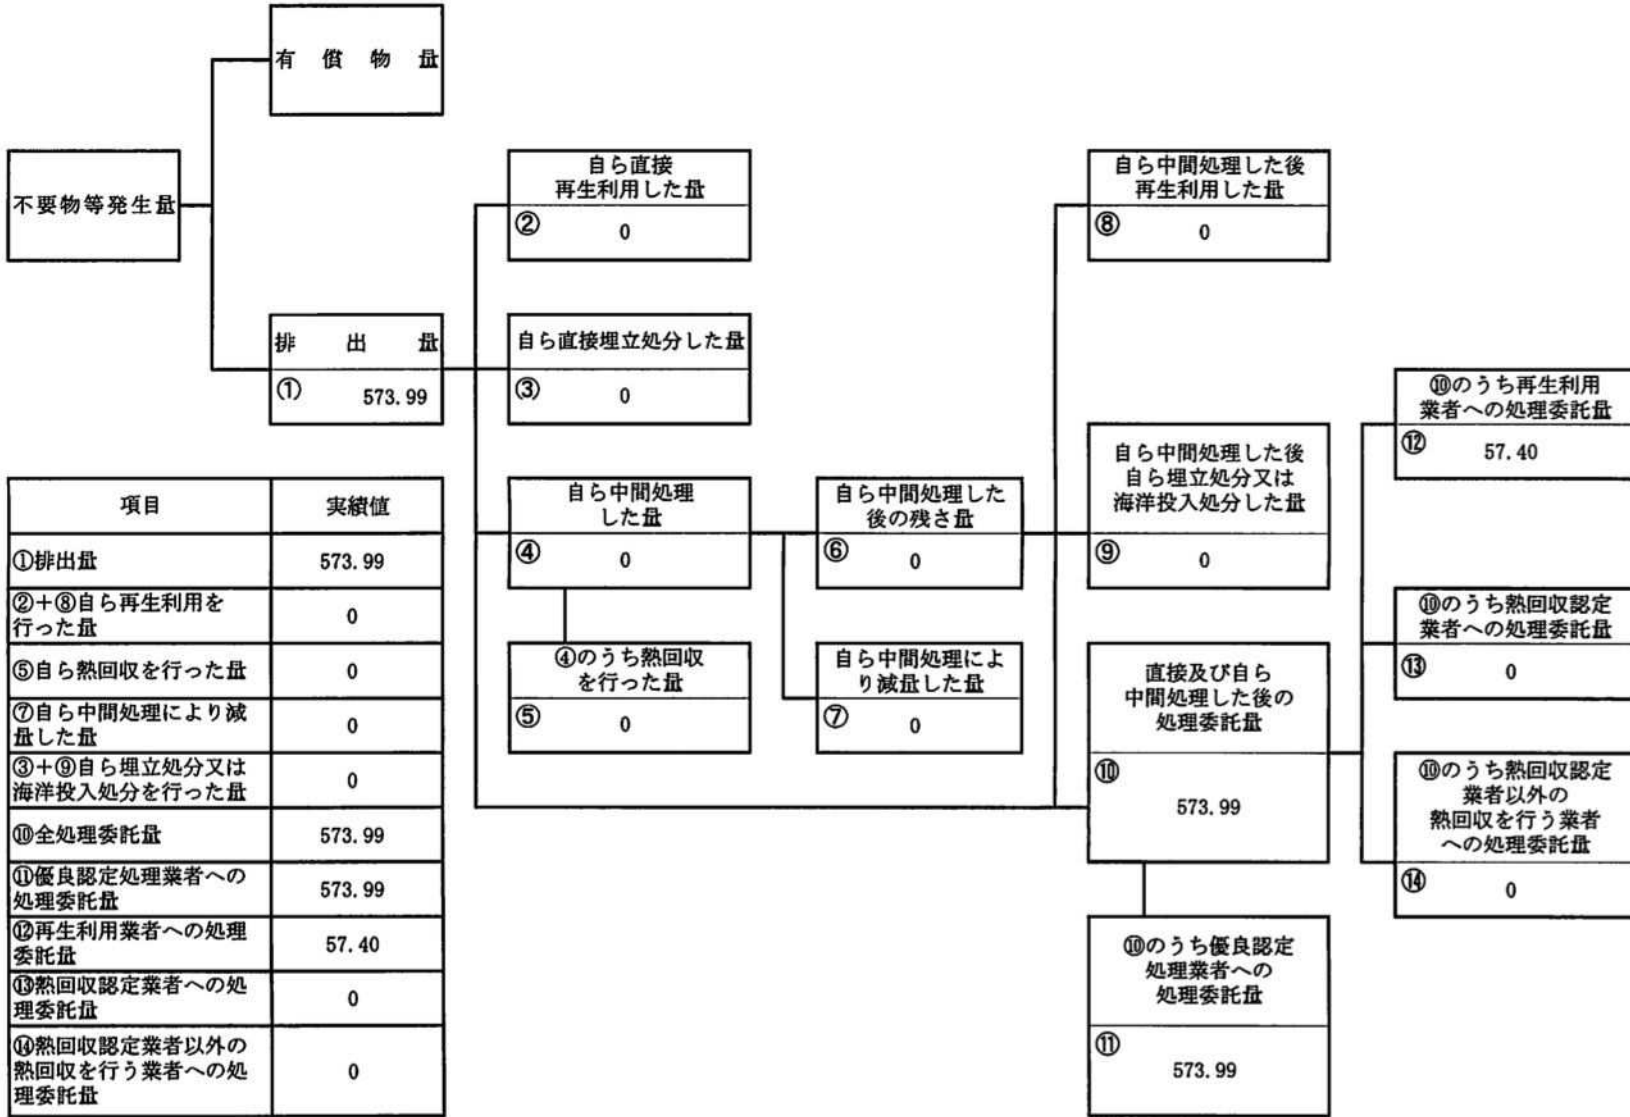 有償物量
不要物等発生量
排出量
① 573.99
自ら直接
再生利用した量
② 0
自ら直接埋立処分した量
③ 0
自ら中間処理
した量
④ 0
④のうち熱回収
を行った量
⑤ 0
自ら中間処理した
後の残さ量
⑥ 0
自ら中間処理によ
り減量した量
⑦ 0
自ら中間処理した後
再生利用した量
⑧ 0
自ら中間処理した後
自ら埋立処分又は
海洋投入処分した量
⑨ 0
直接及び自ら
中間処理した後の
処理委託量
⑩
573.99
⑩のうち優良認定
処理業者への
処理委託量
⑪
573.99
⑩のうち再生利用
業者への処理委託量
⑫ 57.40
⑩のうち熱回収認定
業者への処理委託量
⑬ 0
⑩のうち熱回収認定
業者以外の
熱回収を行う業者
への処理委託量
⑭ 0
項目 実績値
①排出量 573.99
②+⑧自ら再生利用を
行った量 0
⑤自ら熱回収を行った量 0
⑦自ら中間処理により減
量した量 0
③+⑨自ら埋立処分又は
海洋投入処分を行った量 0
⑩全処理委託量 573.99
⑪優良認定処理業者への
処理委託量 573.99
⑫再生利用業者への処理
委託量 57.40
⑬熱回収認定業者への処
理委託量 0
⑭熱回収認定業者以外の
熱回収を行う業者への処
理委託量 0